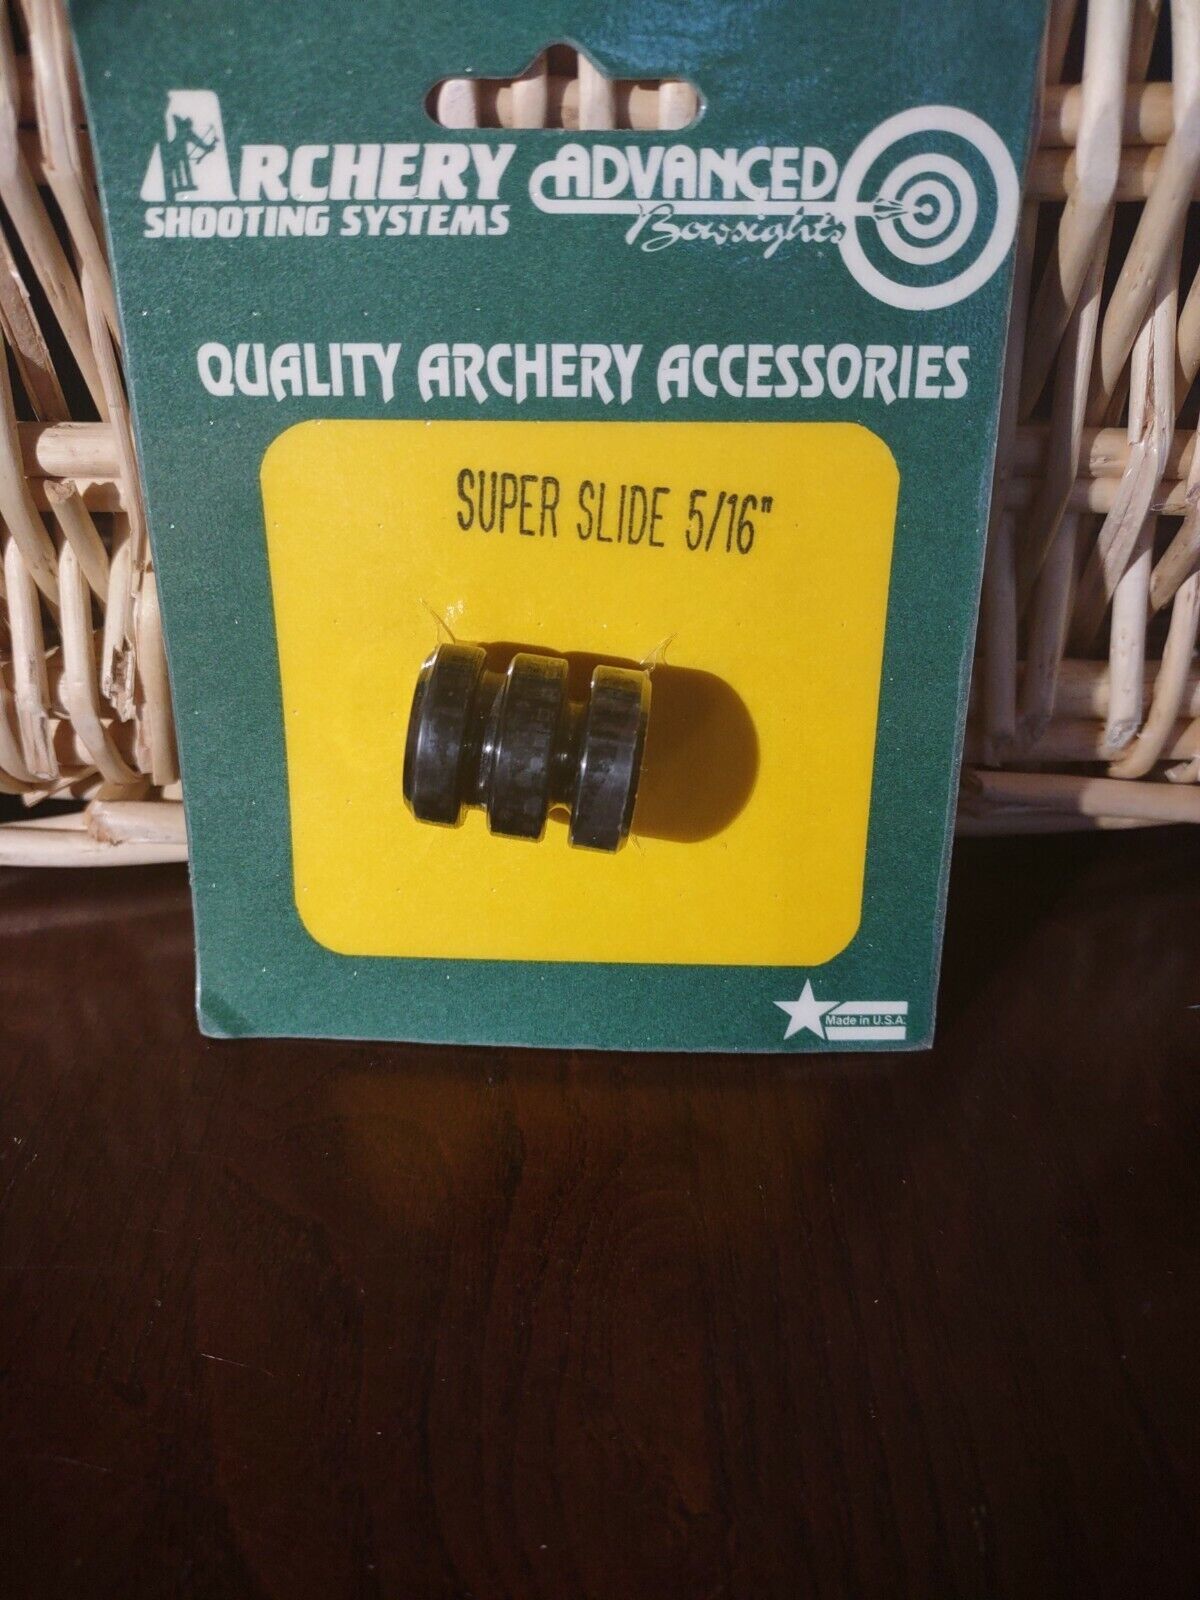 ARCHERY
SHOOTING SYSTEMS
ADVANCED
Bowsights
QUALITY ARCHERY ACCESSORIES
SUPER SLIDE 5/16"
Made in U.S.A.